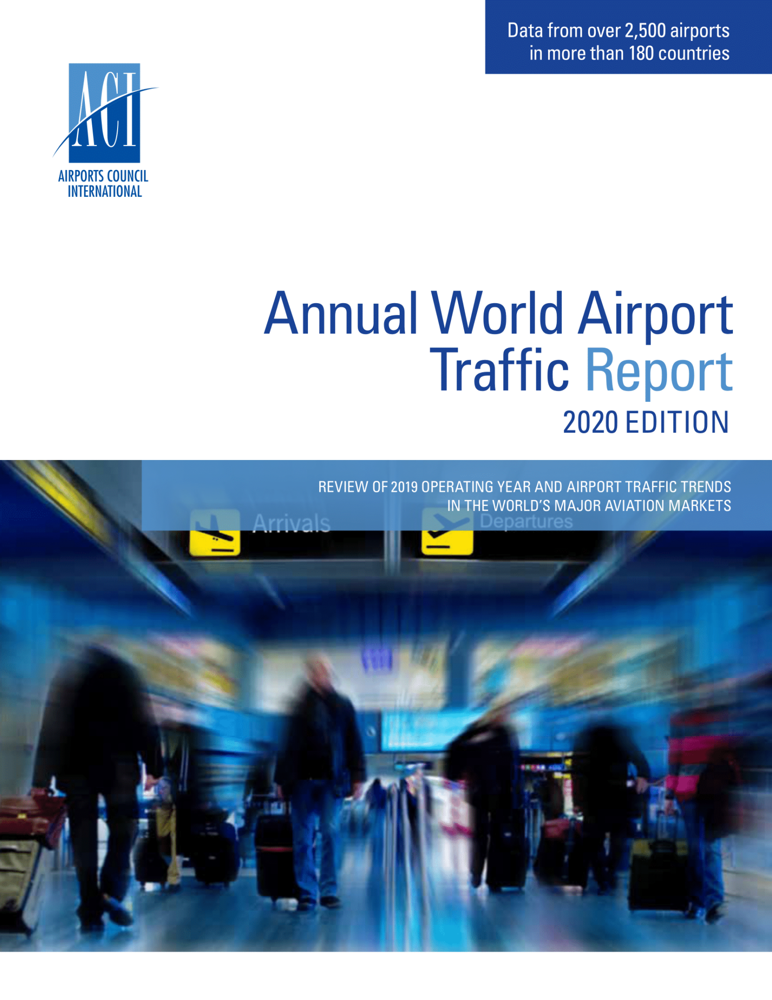 Data from over 2,500 airports
in more than 180 countries
ACI
AIRPORTS COUNCIL
INTERNATIONAL
Annual World Airport
Traffic Report
2020 EDITION
REVIEW OF 2019 OPERATING YEAR AND AIRPORT TRAFFIC TRENDS
IN THE WORLD'S MAJOR AVIATION MARKETS
Arrivals
Departures